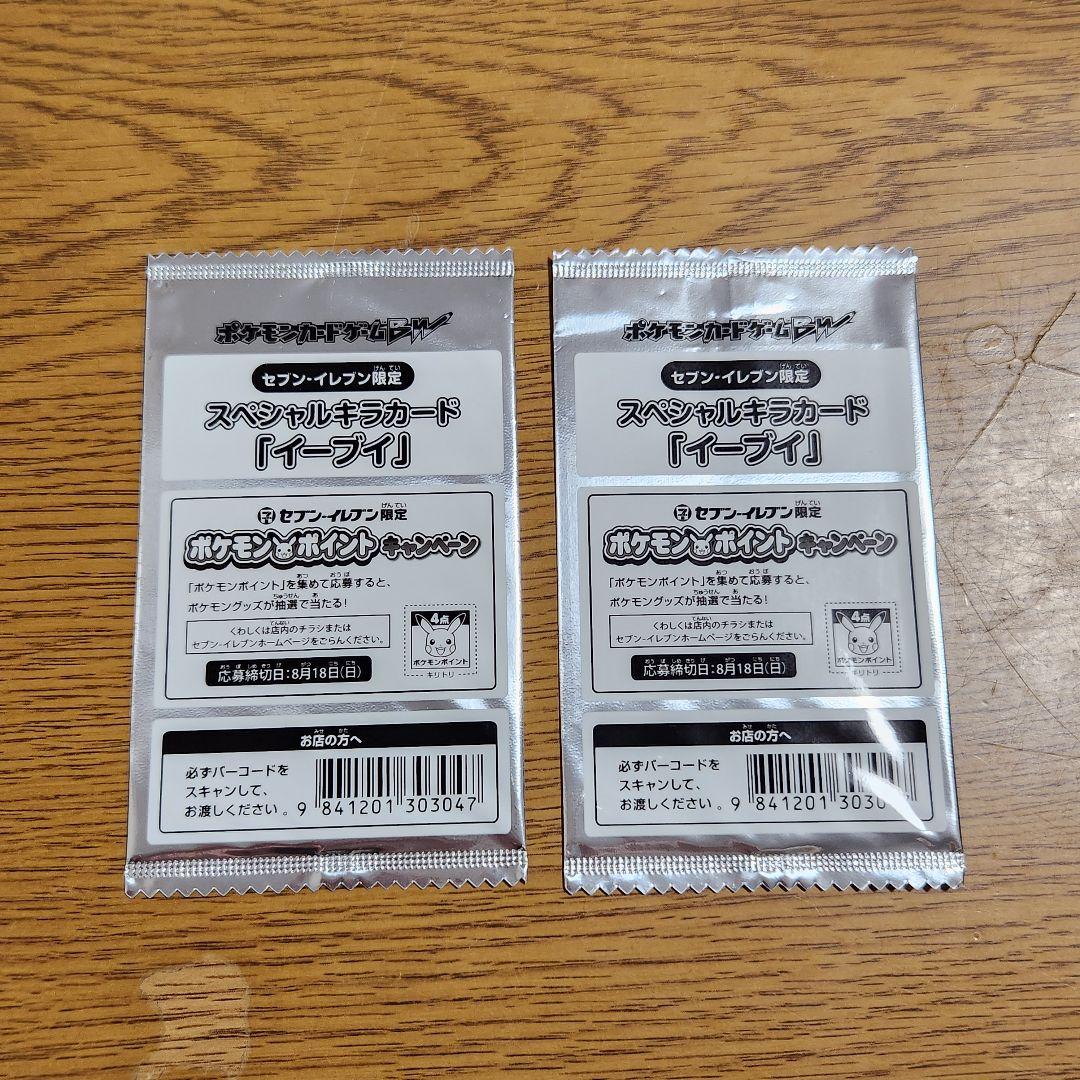 ポケモンカードゲームBW
セブン-イレブン限定
スペシャルキラカード
「イーブイ」
セブン-イレブン限定
ポケモンポイントキャンペーン
「ポケモンポイント」を集めて応募すると、
ポケモングッズが抽選で当たる!
くわしくは店内のチラシまたは
セブン-イレブンホームページをごらんください。
応募締切日:8月18日(日)
4点
ポケモンポイント
キリトリ
お店の方へ
必ずバーコードを
スキャンして、
お渡しください。
9 841201 303047
ポケモンカードゲームBW
セブン-イレブン限定
スペシャルキラカード
「イーブイ」
セブン-イレブン限定
ポケモンポイントキャンペーン
「ポケモンポイント」を集めて応募すると、
ポケモングッズが抽選で当たる!
くわしくは店内のチラシまたは
セブン-イレブンホームページをごらんください。
応募締切日:8月18日(日)
4点
ポケモンポイント
キリトリ
お店の方へ
必ずバーコードを
スキャンして、
お渡しください。
9 841201 3030